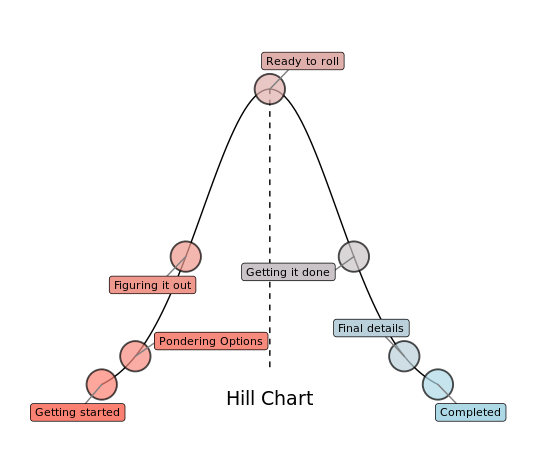 Ready to roll
Getting it done
Figuring it out
Final details
Pondering Options
Hill Chart
Getting started
Completed